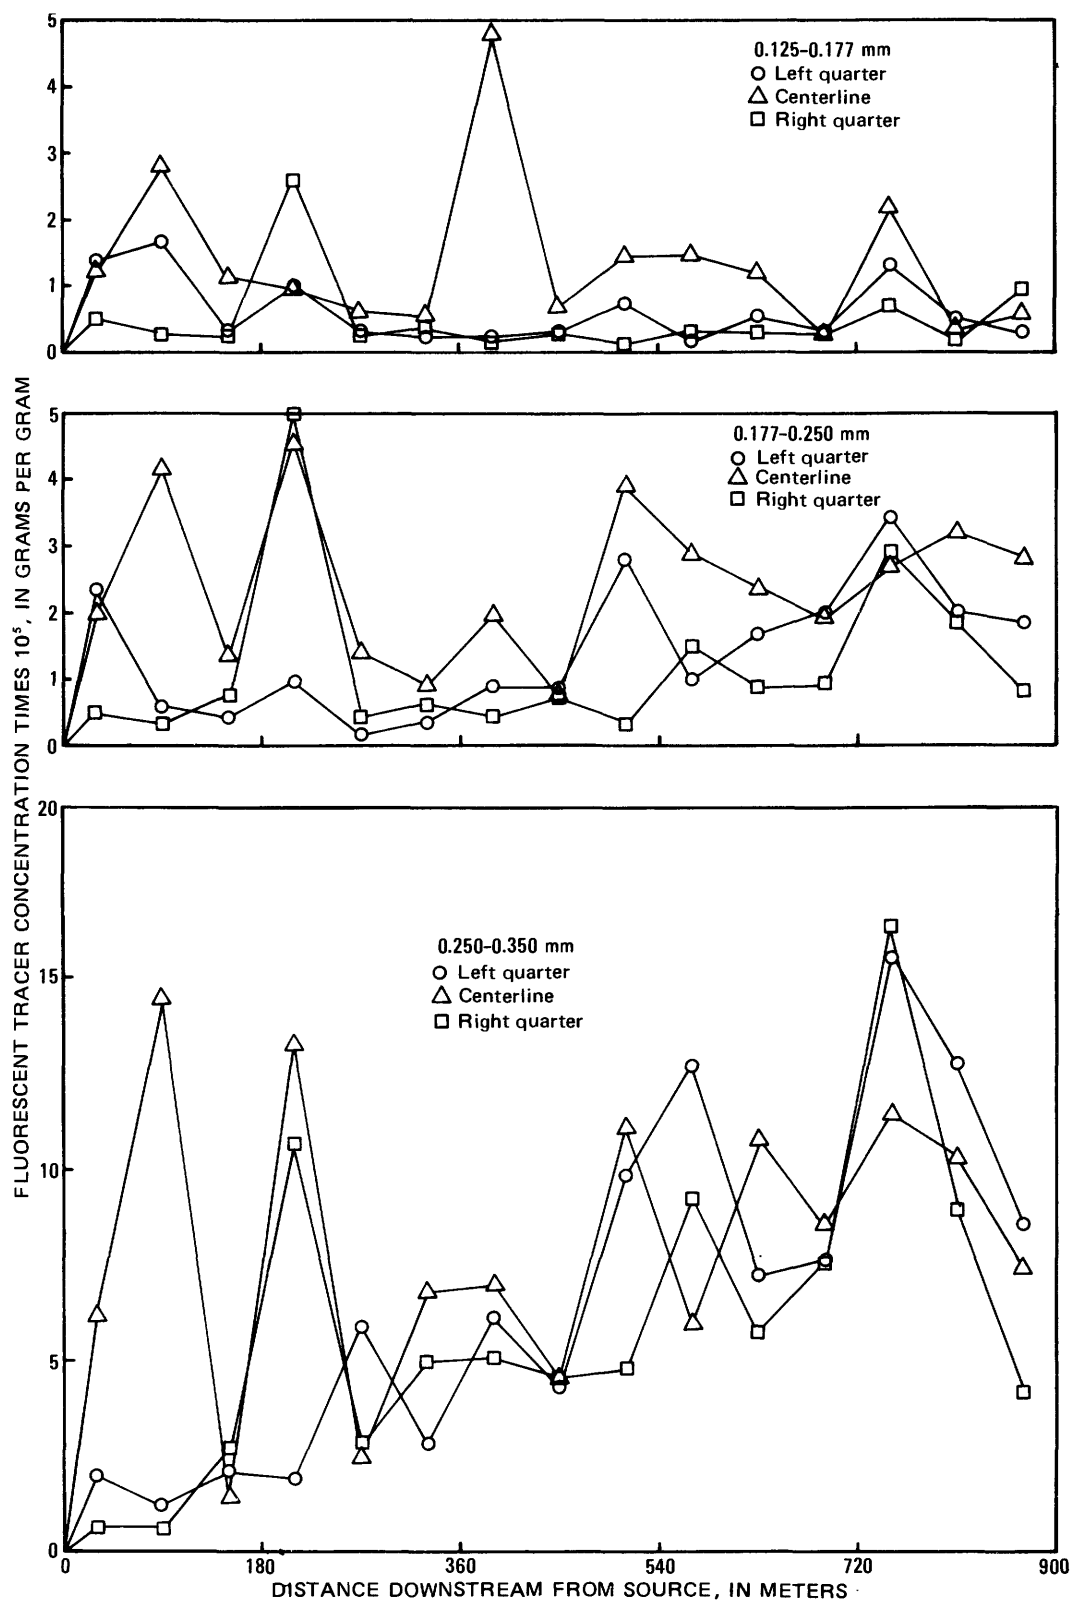 FLUORESCENT TRACER CONCENTRATION TIMES 10⁵, IN GRAMS PER GRAM
5
4
3
2
1
0
0.125-0.177 mm
Left quarter
Centerline
Right quarter
5
4
3
2
1
0
0.177-0.250 mm
Left quarter
Centerline
Right quarter
20
15
10
5
0
0.250-0.350 mm
Left quarter
Centerline
Right quarter
0 180 360 540 720 900
DISTANCE DOWNSTREAM FROM SOURCE, IN METERS